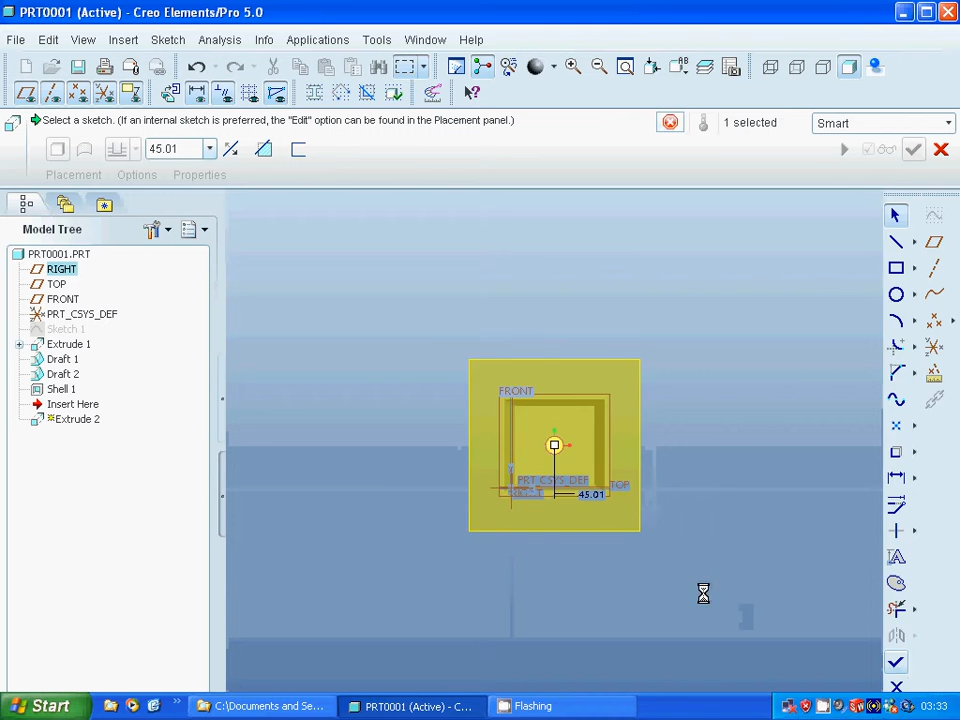 PRT0001 (Active) - Creo Elements/Pro 5.0
File Edit View Insert Sketch Analysis Info Applications Tools Window Help
Select a sketch. (If an internal sketch is preferred, the "Edit" option can be found in the Placement panel.)
1 selected
Smart
45.01
Placement Options Properties
Model Tree
PRT0001.PRT
RIGHT
TOP
FRONT
PRT_CSYS_DEF
Sketch 1
Extrude 1
Draft 1
Draft 2
Shell 1
Insert Here
Extrude 2
FRONT
PRT_CSYS_DEF
TOP
45.01
Start
C:\Documents and Se...
PRT0001 (Active) - C...
Flashing
03:33